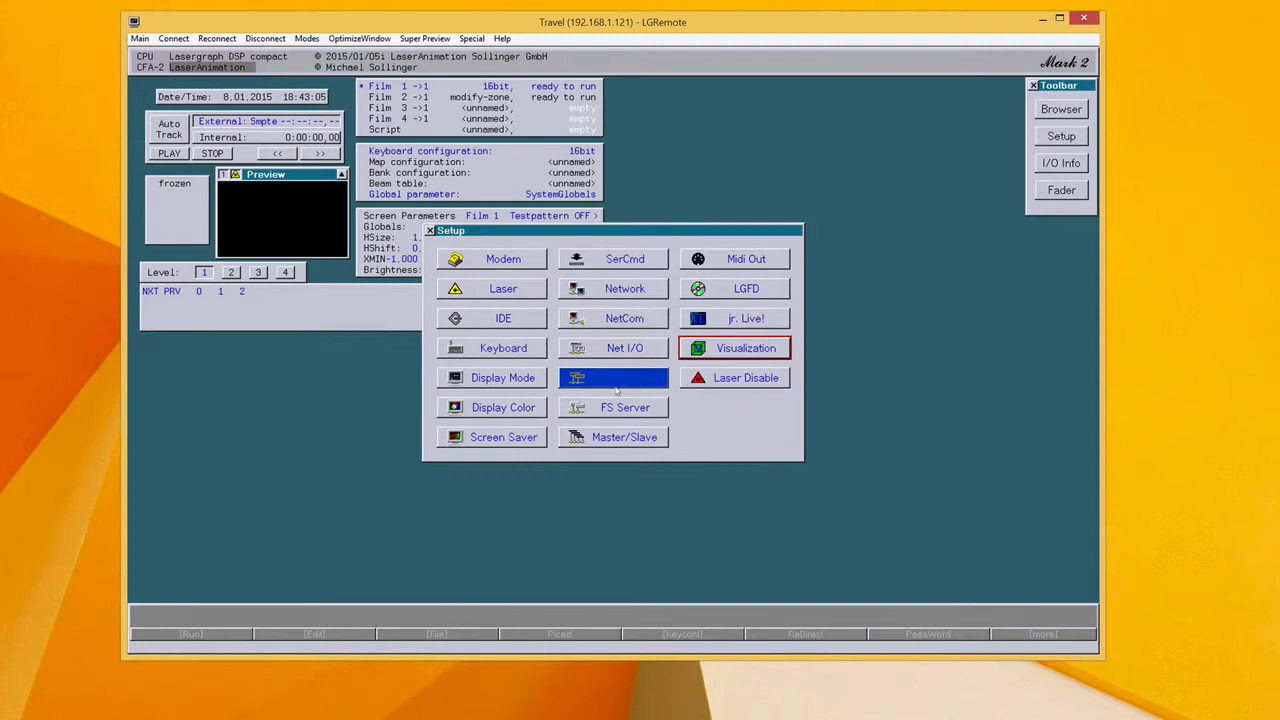 Travel (192.168.1.121) - LGRemote
Main Connect Reconnect Disconnect Modes OptimizeWindow Super Preview Special Help
CPU Lasergraph DSP compact © 2015/01/05i LaserAnimation Sollinger GmbH
CFA-2 LaserAnimation © Michael Sollinger
Mark 2
Date/Time: 8.01.2015 18:43:05
Auto Track
External: Smpte --:--:--,--
Internal: 0:00:00,00
PLAY STOP << >>
frozen
1 Preview
Level: 1 2 3 4
NXT PRV 0 1 2
* Film 1 ->1 16bit, ready to run
Film 2 ->1 modify-zone, ready to run
Film 3 ->1 <unnamed>, empty
Film 4 ->1 <unnamed>, empty
Script <unnamed>, empty
Keyboard configuration: 16bit
Map configuration: <unnamed>
Bank configuration: <unnamed>
Beam table: <unnamed>
Global parameter: SystemGlobals
Screen Parameters Film 1 Testpattern OFF >
Globals:
HSize: 1.
HShift: 0.
XMIN-1.000
Brightness:
Setup
Modem SerCmd Midi Out
Laser Network LGFD
IDE NetCom jr. Live!
Keyboard Net I/O Visualization
Display Mode Laser Disable
Display Color FS Server
Screen Saver Master/Slave
Toolbar
Browser
Setup
I/O Info
Fader
[Run] [Edit] [File] Piced [Keyconf] ReDirect PassWord [more]